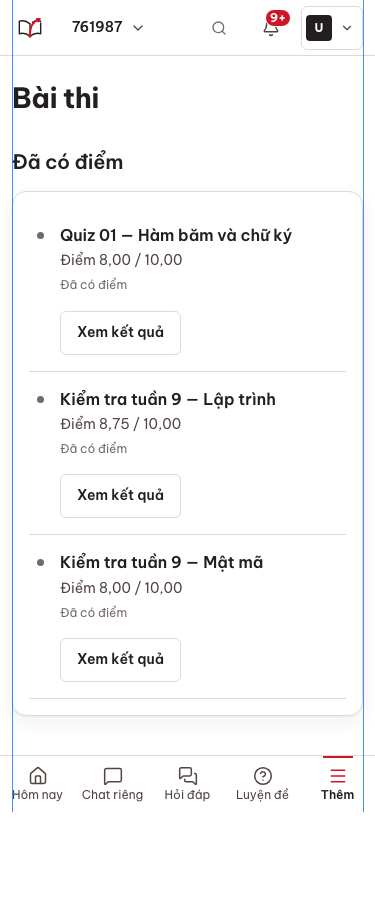 761987
9+
U
Bài thi
Đã có điểm
Quiz 01 — Hàm băm và chữ ký
Điểm 8,00 / 10,00
Đã có điểm
Xem kết quả
Kiểm tra tuần 9 — Lập trình
Điểm 8,75 / 10,00
Đã có điểm
Xem kết quả
Kiểm tra tuần 9 — Mật mã
Điểm 8,00 / 10,00
Đã có điểm
Xem kết quả
Hôm nay
Chat riêng
Hỏi đáp
Luyện đề
Thêm